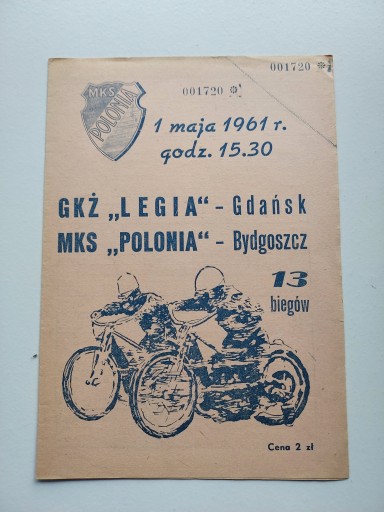 001720
001720
MKS
POLONIA
1 maja 1961 r.
godz. 15.30
GKŻ „LEGIA“ – Gdańsk
MKS „POLONIA“ – Bydgoszcz
13
biegów
Cena 2 zł